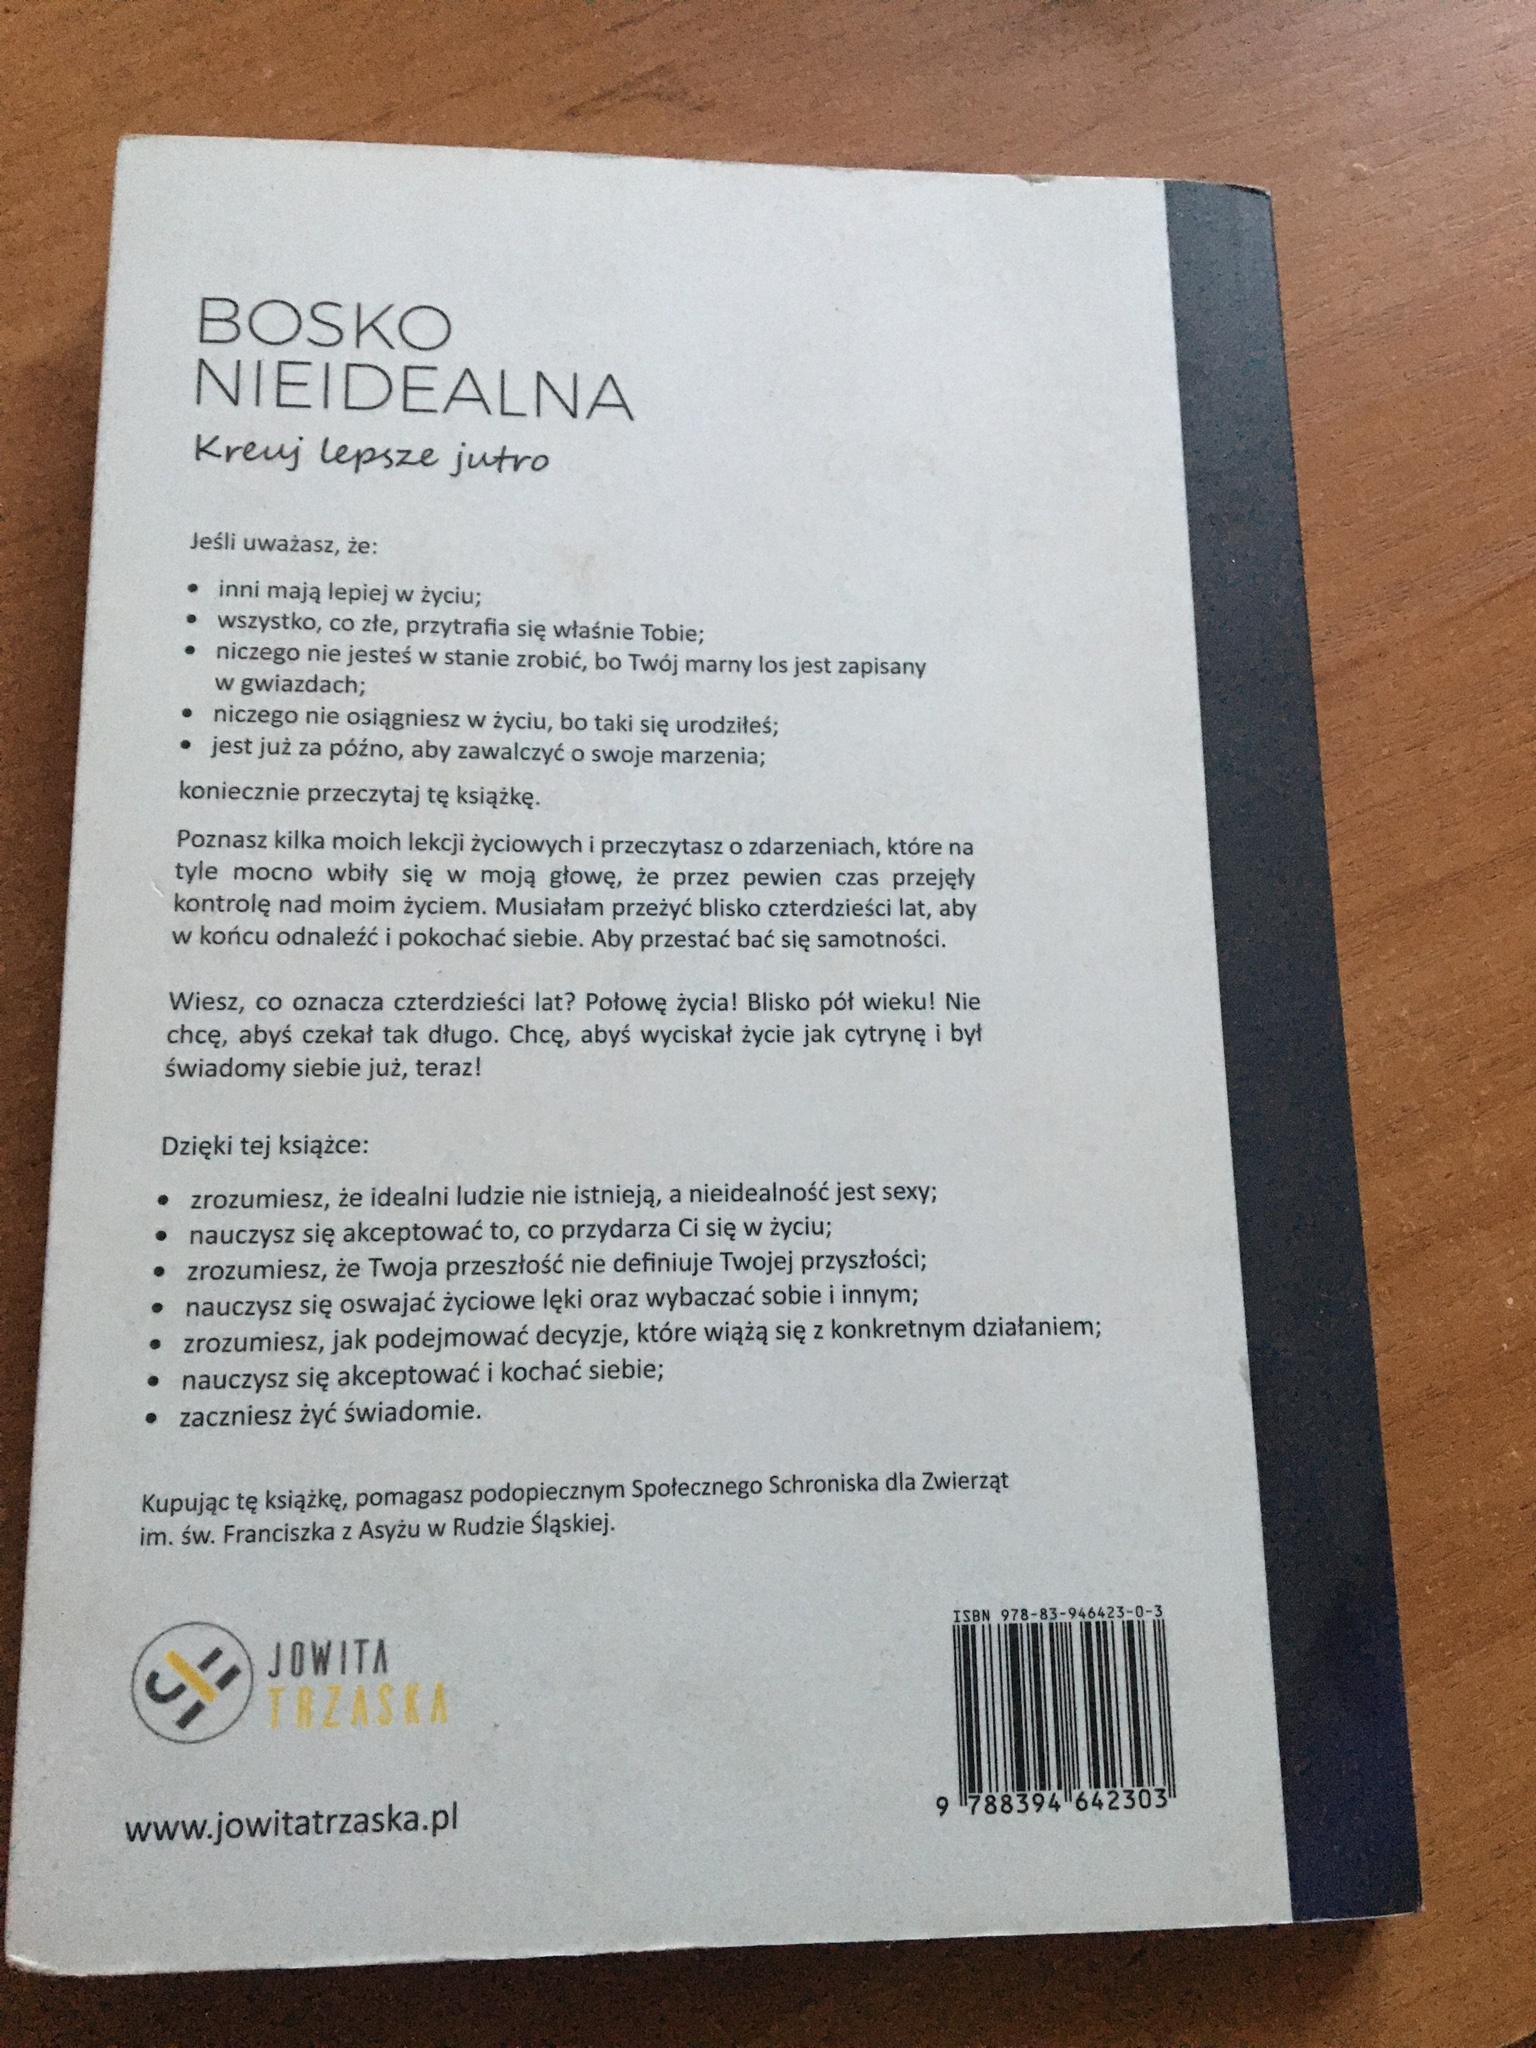 BOSKO
NIEIDEALNA
Kreuj lepsze jutro
Jeśli uważasz, że:
• inni mają lepiej w życiu;
• wszystko, co złe, przytrafia się właśnie Tobie;
• niczego nie jesteś w stanie zrobić, bo Twój marny los jest zapisany
w gwiazdach;
• niczego nie osiągniesz w życiu, bo taki się urodziłeś;
• jest już za późno, aby zawalczyć o swoje marzenia;
koniecznie przeczytaj tę książkę.
Poznasz kilka moich lekcji życiowych i przeczytasz o zdarzeniach, które na
tyle mocno wbiły się w moją głowę, że przez pewien czas przejęły
kontrolę nad moim życiem. Musiałam przeżyć blisko czterdzieści lat, aby
w końcu odnaleźć i pokochać siebie. Aby przestać bać się samotności.
Wiesz, co oznacza czterdzieści lat? Połowę życia! Blisko pół wieku! Nie
chcę, abyś czekał tak długo. Chcę, abyś wyciskał życie jak cytrynę i był
świadomy siebie już, teraz!
Dzięki tej książce:
• zrozumiesz, że idealni ludzie nie istnieją, a nieidealność jest sexy;
• nauczysz się akceptować to, co przydarza Ci się w życiu;
• zrozumiesz, że Twoja przeszłość nie definiuje Twojej przyszłości;
• nauczysz się oswajać życiowe lęki oraz wybaczać sobie i innym;
• zrozumiesz, jak podejmować decyzje, które wiążą się z konkretnym działaniem;
• nauczysz się akceptować i kochać siebie;
• zaczniesz żyć świadomie.
Kupując tę książkę, pomagasz podopiecznym Społecznego Schroniska dla Zwierząt
im. św. Franciszka z Asyżu w Rudzie Śląskiej.
JOWITA
TRZASKA
www.jowitatrzaska.pl
ISBN 978-83-946423-0-3
9 788394 642303